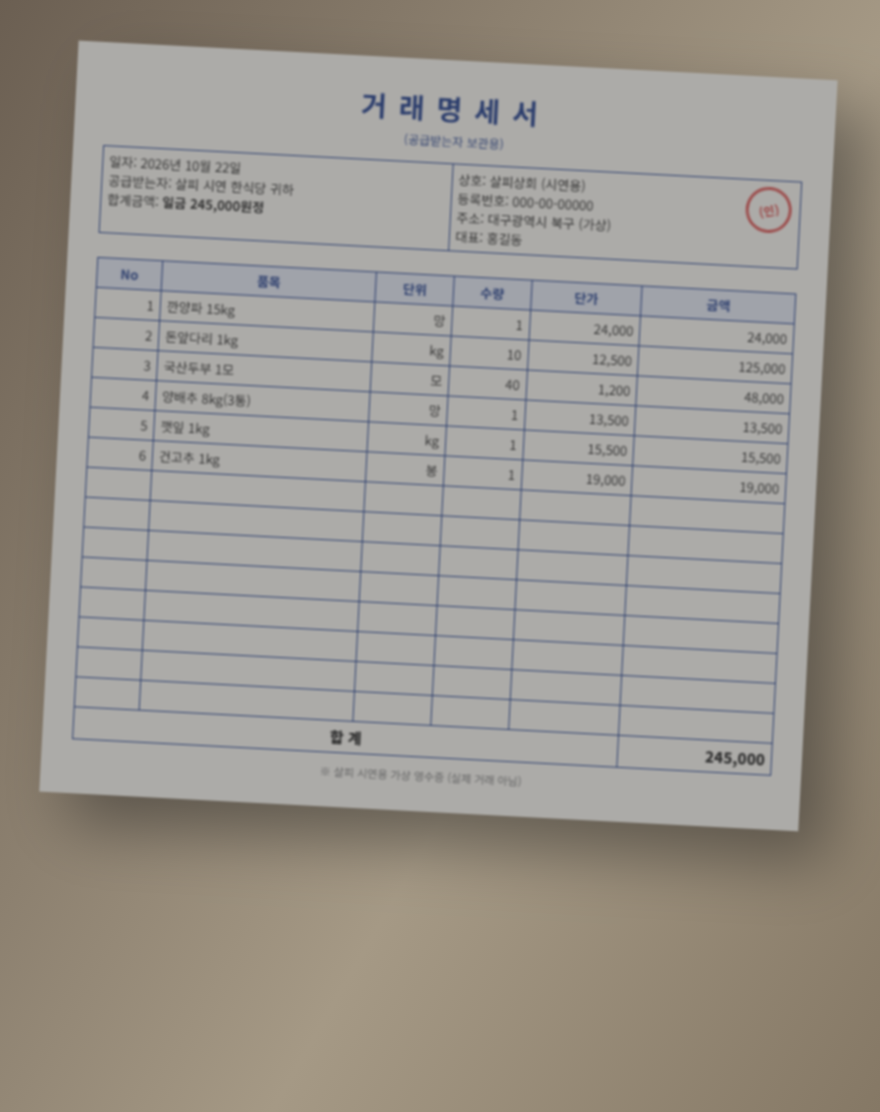 거래명세서
(공급받는자 보관용)
일자: 2026년 10월 22일
공급받는자: 살피 시연 한식당 귀하
합계금액: 일금 245,000원정
상호: 살피상회 (시연용)
등록번호: 000-00-00000
주소: 대구광역시 북구 (가상)
대표: 홍길동
(인)
No 품목 단위 수량 단가 금액
1 깐양파 15kg 망 1 24,000 24,000
2 돈앞다리 1kg kg 10 12,500 125,000
3 국산두부 1모 모 40 1,200 48,000
4 양배추 8kg(3통) 망 1 13,500 13,500
5 깻잎 1kg kg 1 15,500 15,500
6 건고추 1kg 봉 1 19,000 19,000
합 계 245,000
※ 살피 시연용 가상 영수증 (실제 거래 아님)